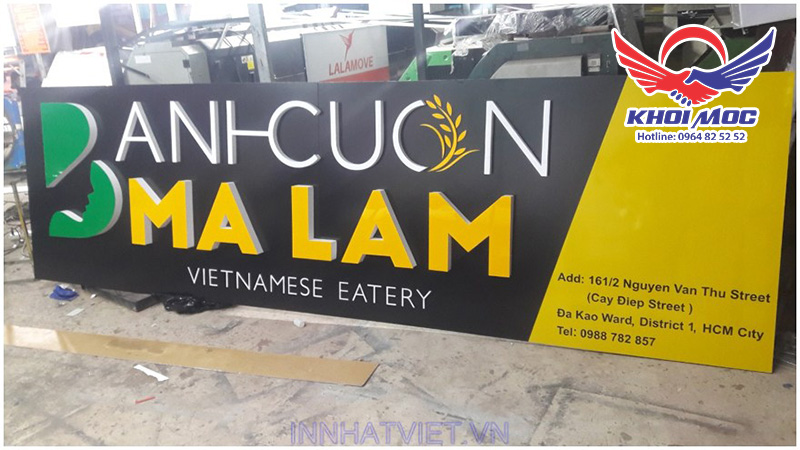 LALAMOVE
KHÔI MOC
Hotline: 0964 82 52 52
BANH CUON
MA LAM
VIETNAMESE EATERY
Add: 161/2 Nguyen Van Thu Street
(Cay Điep Street )
Đa Kao Ward, District 1, HCM City
Tel: 0988 782 857
INNHATVIET.VN